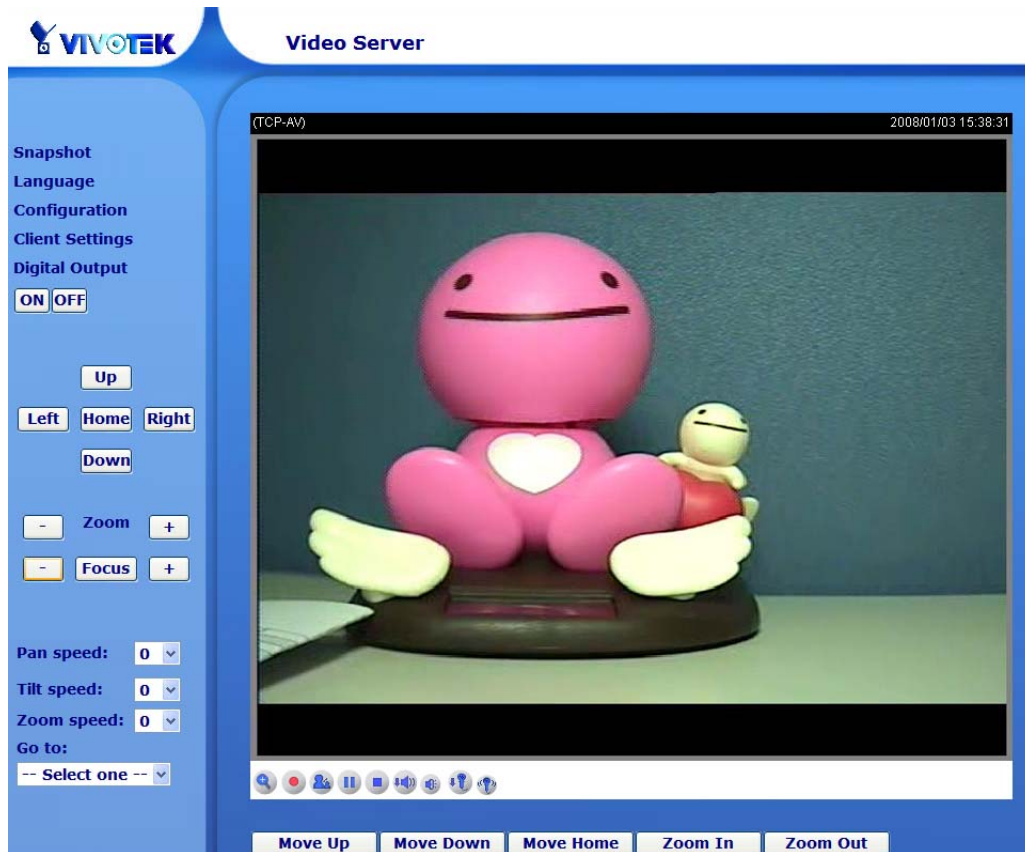 VIVOTEK
Video Server
(TCP-AV) 2008/01/03 15:38:31
Snapshot
Language
Configuration
Client Settings
Digital Output
ON OFF
Up
Left Home Right
Down
- Zoom +
- Focus +
Pan speed: 0
Tilt speed: 0
Zoom speed: 0
Go to:
-- Select one --
Move Up Move Down Move Home Zoom In Zoom Out